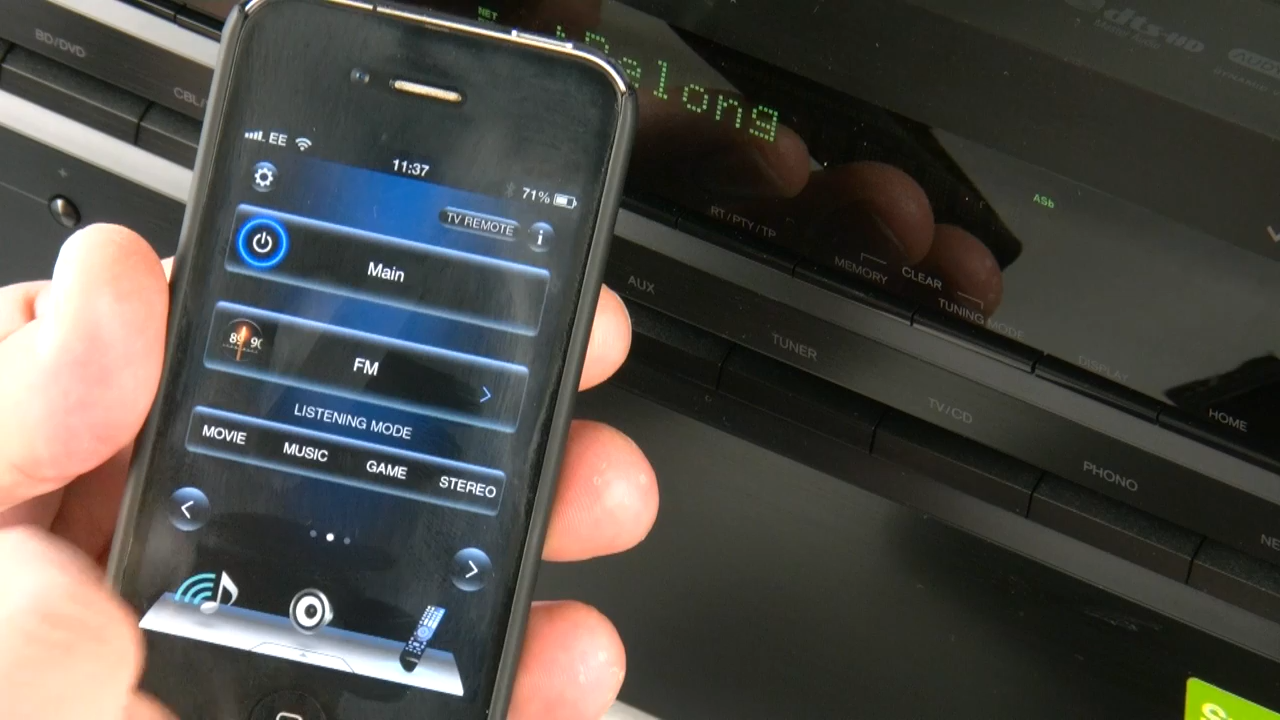 BD/DVD
NET
dts-HD
EE
11:37
71%
TV REMOTE
i
Main
FM
LISTENING MODE
MOVIE MUSIC GAME STEREO
ASb
RT/PTY/TP
MEMORY
CLEAR
TUNING MODE
DISPLAY
HOME
AUX
TUNER
TV/CD
PHONO